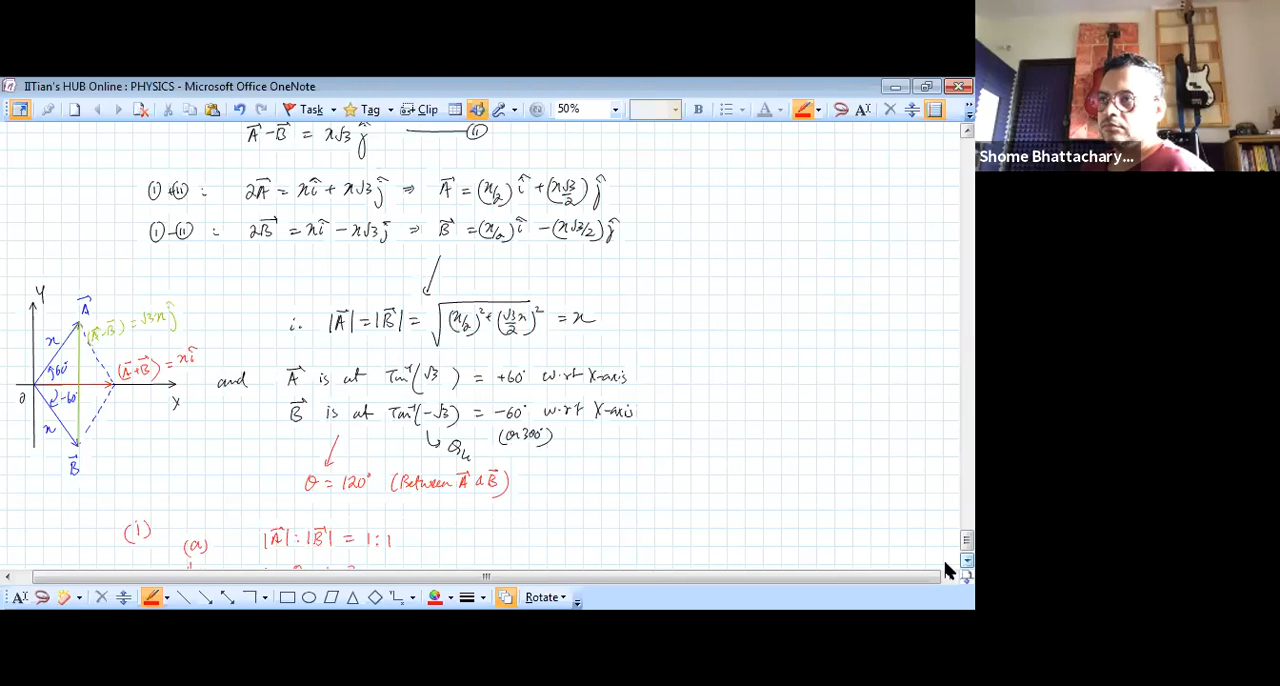 IITian's HUB Online : PHYSICS - Microsoft Office OneNote
Task Tag Clip 50% B A
A⃗-B⃗ = x√3 ĵ ——— (ii)
(i)+(ii) : 2A⃗ = xî + x√3 ĵ ⇒ A⃗ = (x/2) î + (x√3/2) ĵ
(i)-(ii) : 2B⃗ = xî - x√3 ĵ ⇒ B⃗ = (x/2) î - (x√3/2) ĵ
∴ |A⃗| = |B⃗| = √((x/2)² + (√3/2 x)²) = x
and A⃗ is at Tan⁻¹(√3) = +60° w.r.t X-axis
B⃗ is at Tan⁻¹(-√3) = -60° w.r.t X-axis
↳ Q₄ (or 300°)
θ = 120° (Between A⃗ & B⃗)
Y
A⃗
(A⃗-B⃗) = √3x ĵ
x
60°
(A⃗+B⃗) = xî
0
-60°
X
x
B⃗
(i)
(a) |A⃗| : |B⃗| = 1 : 1
Rotate
Shome Bhattachary...